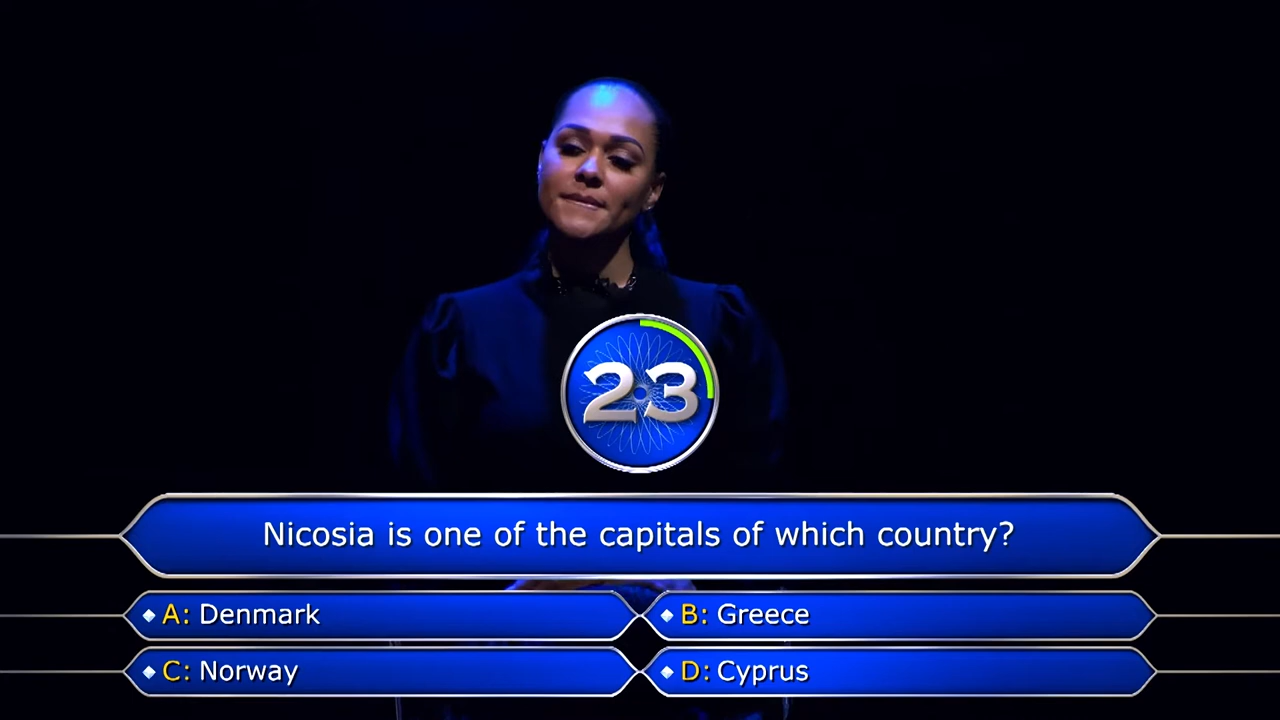 23
Nicosia is one of the capitals of which country?
A: Denmark
B: Greece
C: Norway
D: Cyprus